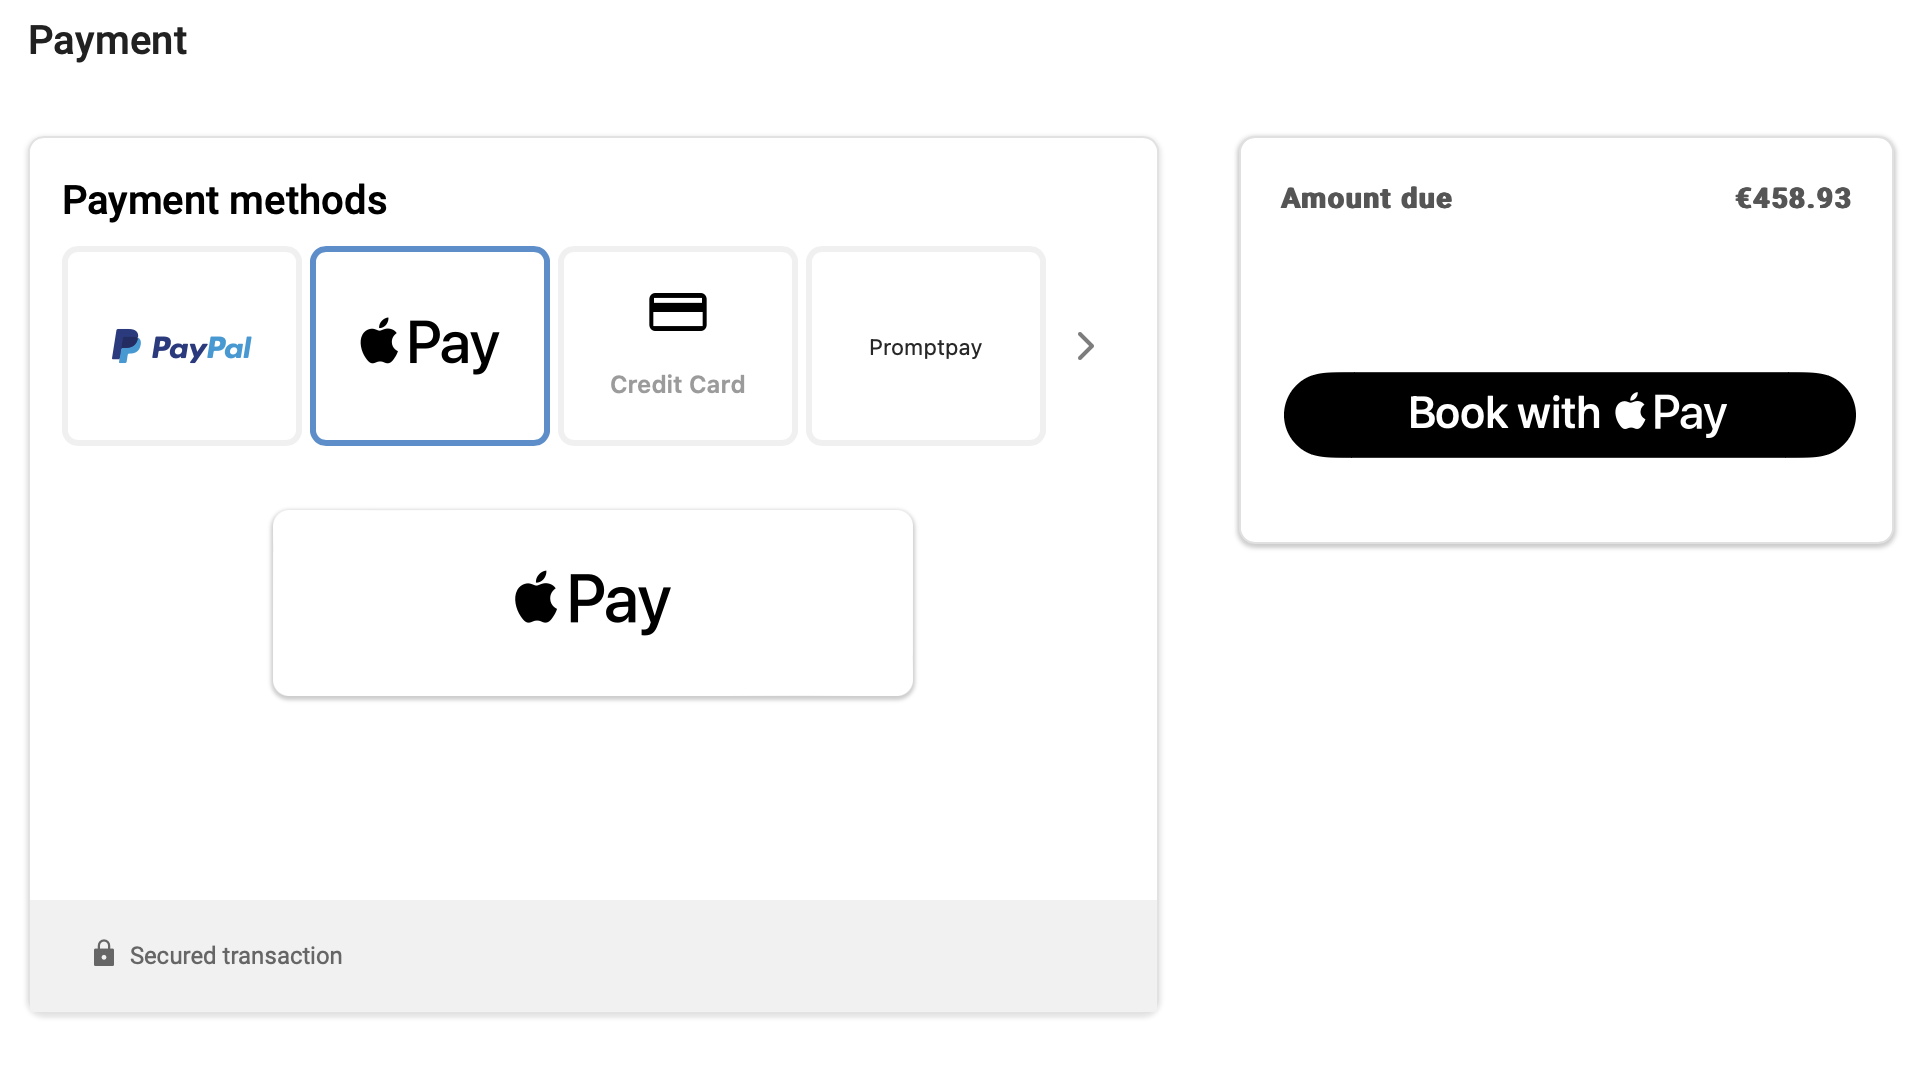 Payment
Payment methods
PayPal
Pay
Credit Card
Promptpay
Pay
Secured transaction
Amount due
€458.93
Book with Pay